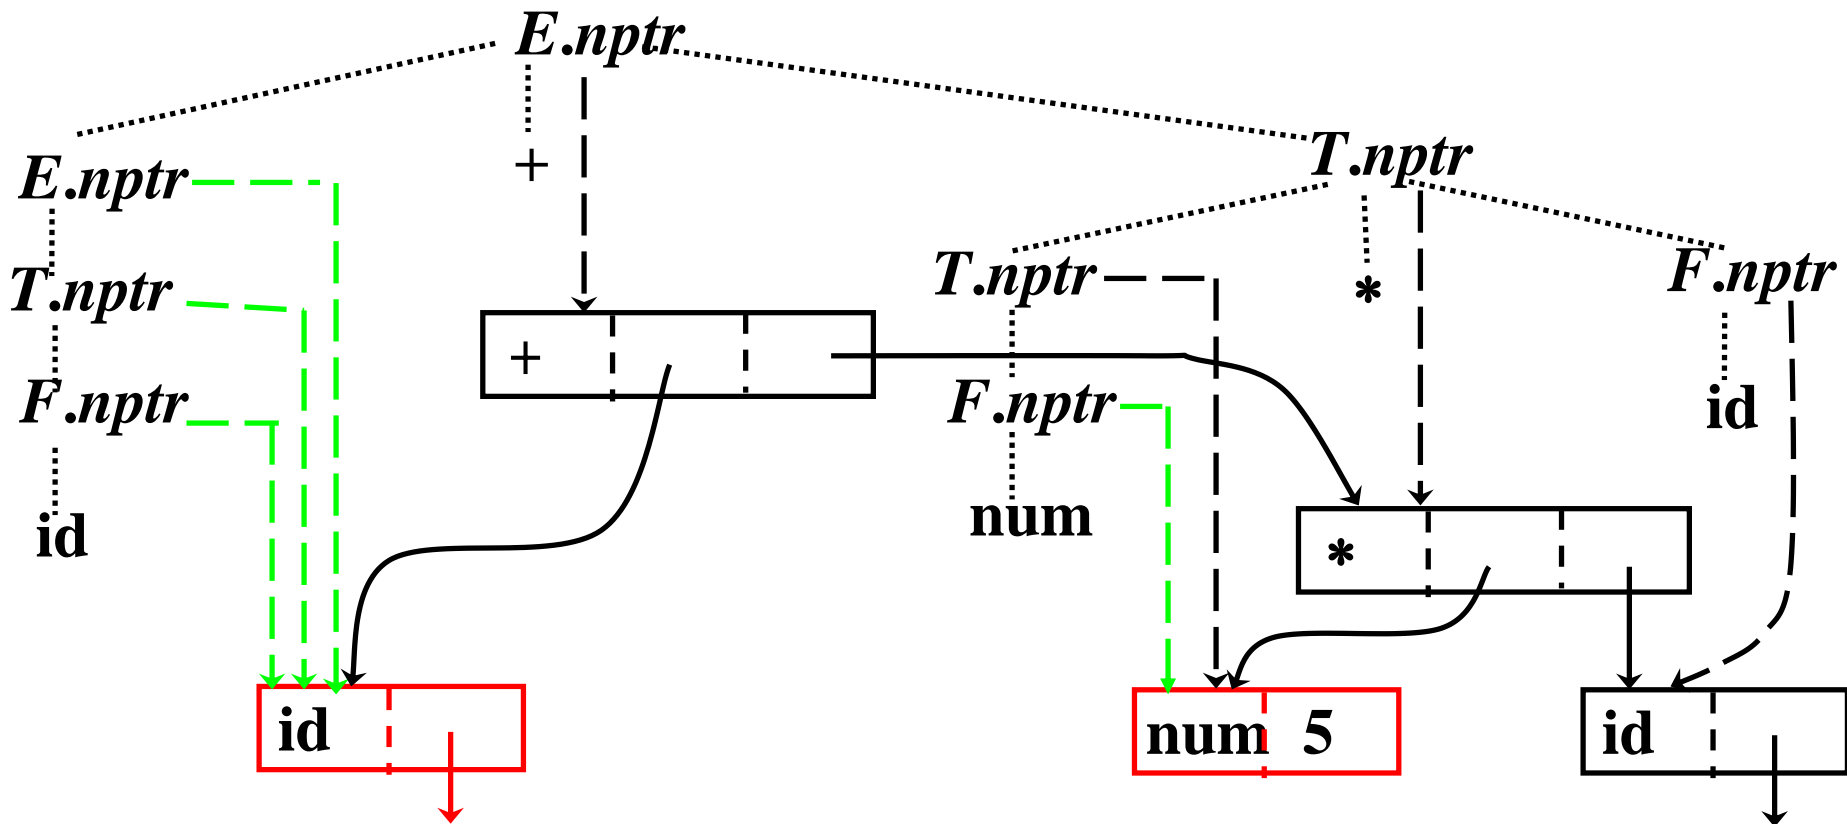 E.nptr
+
T.nptr
E.nptr
T.nptr
*
F.nptr
T.nptr
+
F.nptr
F.nptr
id
id
num
*
id
num 5
id